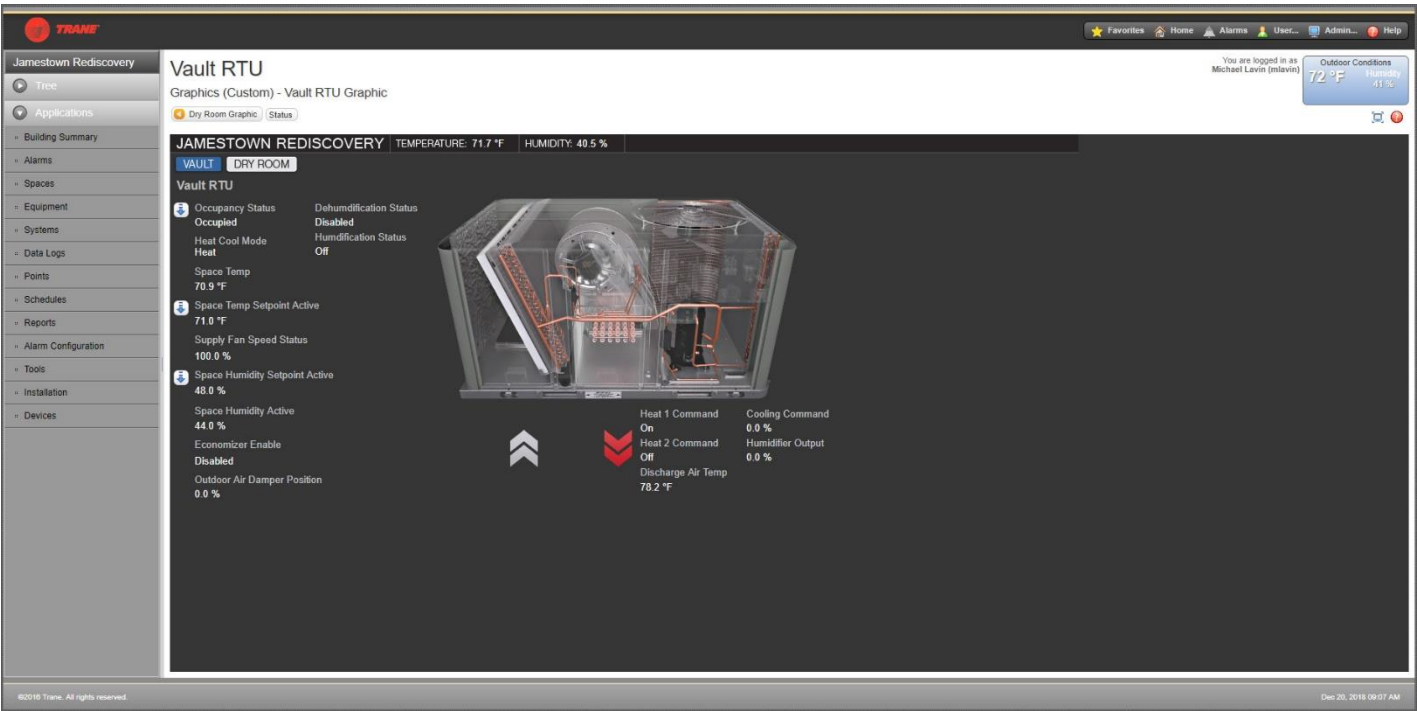 TRANE
Favorites Home Alarms User... Admin... Help
Jamestown Rediscovery
Tree
Applications
Building Summary
Alarms
Spaces
Equipment
Systems
Data Logs
Points
Schedules
Reports
Alarm Configuration
Tools
Installation
Devices
Vault RTU
Graphics (Custom) - Vault RTU Graphic
Dry Room Graphic Status
You are logged in as
Michael Lavin (mlavin)
Outdoor Conditions
72 °F Humidity
41 %
JAMESTOWN REDISCOVERY TEMPERATURE: 71.7 °F HUMIDITY: 40.5 %
VAULT DRY ROOM
Vault RTU
Occupancy Status Dehumdification Status
Occupied Disabled
Heat Cool Mode Humdification Status
Heat Off
Space Temp
70.9 °F
Space Temp Setpoint Active
71.0 °F
Supply Fan Speed Status
100.0 %
Space Humidity Setpoint Active
48.0 %
Space Humidity Active
44.0 %
Economizer Enable
Disabled
Outdoor Air Damper Position
0.0 %
Heat 1 Command Cooling Command
On 0.0 %
Heat 2 Command Humidifier Output
Off 0.0 %
Discharge Air Temp
78.2 °F
©2016 Trane. All rights reserved.
Dec 20, 2018 09:07 AM